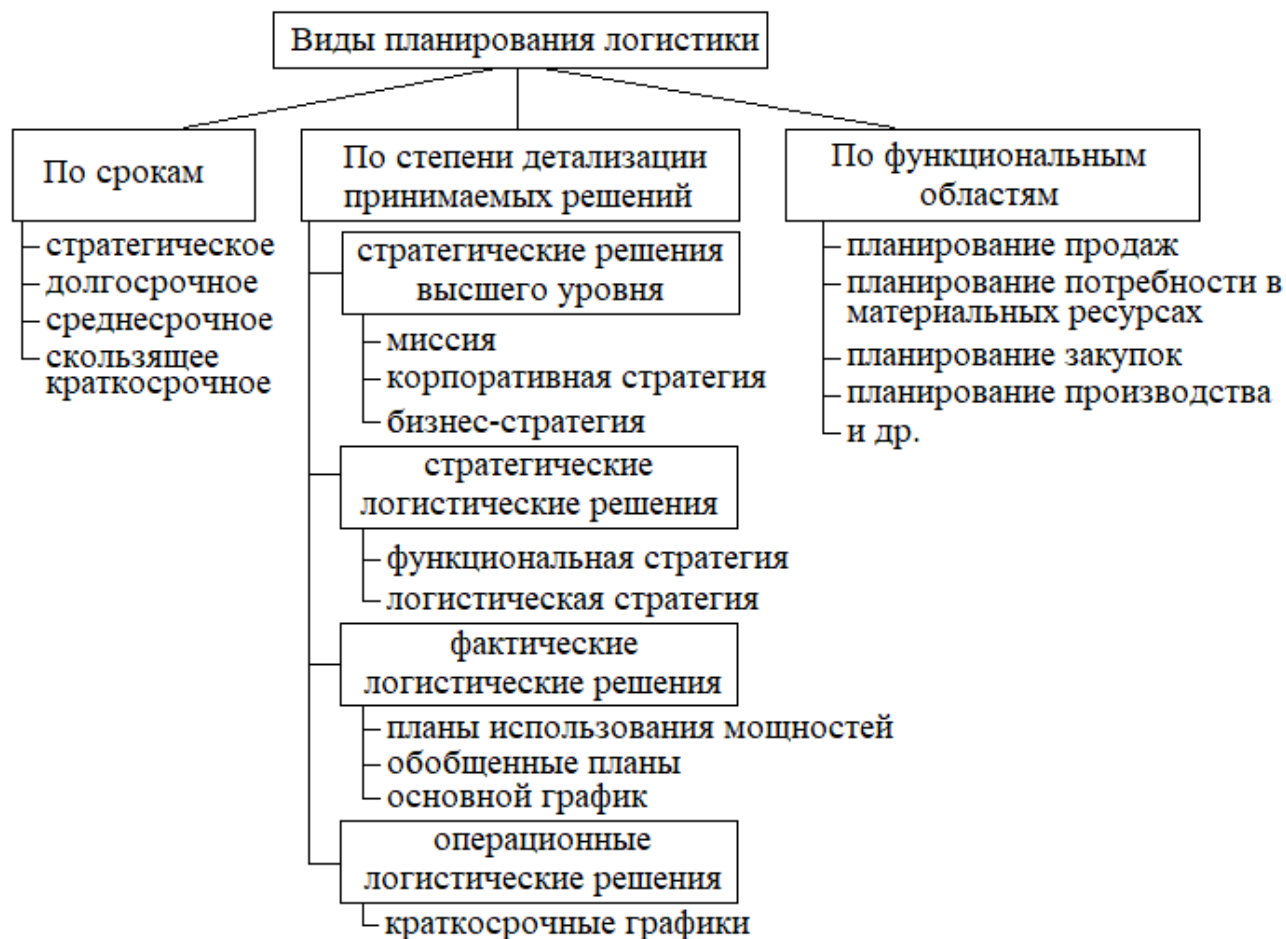 Виды планирования логистики
По срокам
стратегическое
долгосрочное
среднесрочное
скользящее
краткосрочное
По степени детализации
принимаемых решений
стратегические решения
высшего уровня
миссия
корпоративная стратегия
бизнес-стратегия
стратегические
логистические решения
функциональная стратегия
логистическая стратегия
фактические
логистические решения
планы использования мощностей
обобщенные планы
основной график
операционные
логистические решения
краткосрочные графики
По функциональным
областям
планирование продаж
планирование потребности в
материальных ресурсах
планирование закупок
планирование производства
и др.